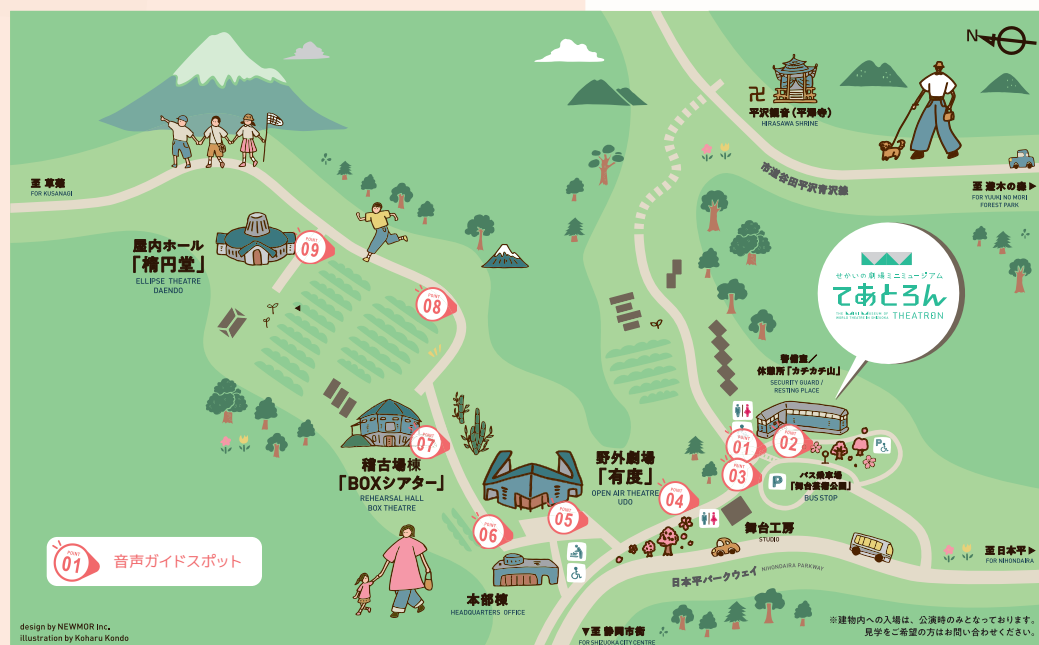 N
卍
平沢観音（平澤寺）
HIRASAWA SHRINE
市道谷田平沢青沢線
至 草薙
FOR KUSANAGI
至 遊木の森▶
FOR YUUKI NO MORI
FOREST PARK
屋内ホール
「楕円堂」
ELLIPSE THEATRE
DAENDO
POINT
09
POINT
08
せかいの劇場ミニミュージアム
てあとろん
THEATRON
警備室／
休憩所「カチカチ山」
SECURITY GUARD /
RESTING PLACE
POINT
07
稽古場棟
「BOXシアター」
REHEARSAL HALL
BOX THEATRE
野外劇場
「有度」
OPEN AIR THEATRE
UDO
POINT
01
POINT
02
POINT
03
P
P
バス乗車場
「舞台芸術公園」
BUS STOP
POINT
04
POINT
05
POINT
06
舞台工房
STUDIO
本部棟
HEADQUARTERS OFFICE
日本平パークウェイ NIHONDAIRA PARKWAY
至 日本平▶
FOR NIHONDAIRA
▼至 静岡市街
FOR SHIZUOKA CITY CENTRE
POINT
01
音声ガイドスポット
design by NEWMOR Inc.
illustration by Koharu Kondo
※建物内への入場は、公演時のみとなっております。
見学をご希望の方はお問い合わせください。